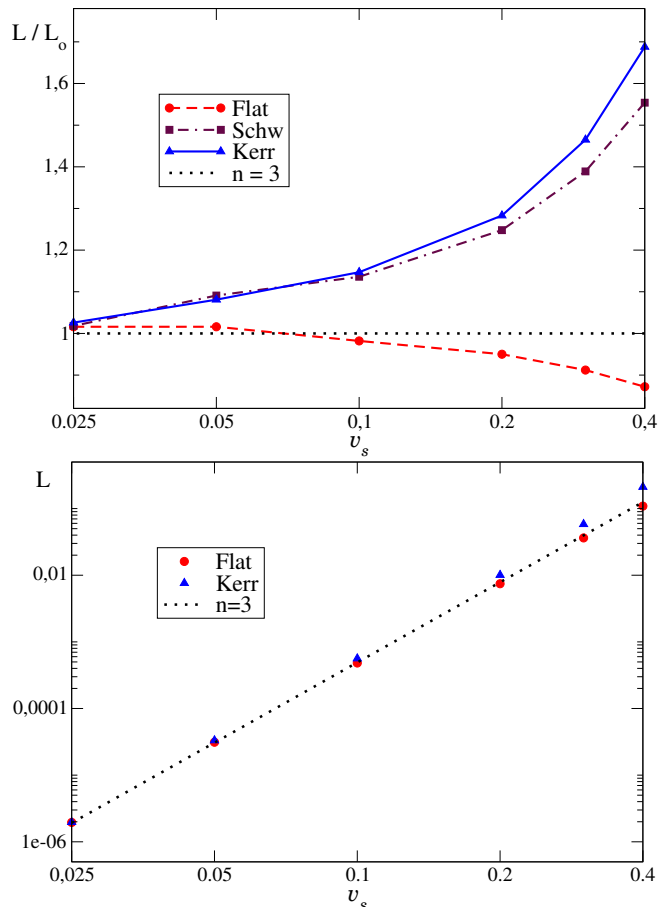 L / Lₒ
1,6
1,4
1,2
1
Flat
Schw
Kerr
n = 3
0.025 0.05 0,1 0.2 0,4
vₛ
L
0,01
0,0001
1e-06
Flat
Kerr
n=3
0,025 0.05 0.1 0.2 0.4
vₛ